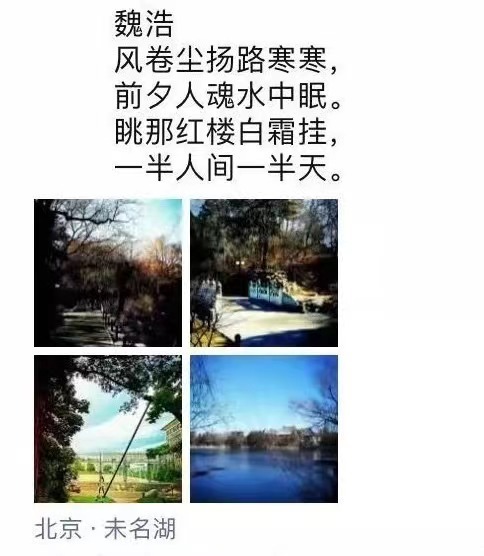 魏浩
风卷尘扬路寒寒，
前夕人魂水中眠。
眺那红楼白霜挂，
一半人间一半天。
北京 · 未名湖